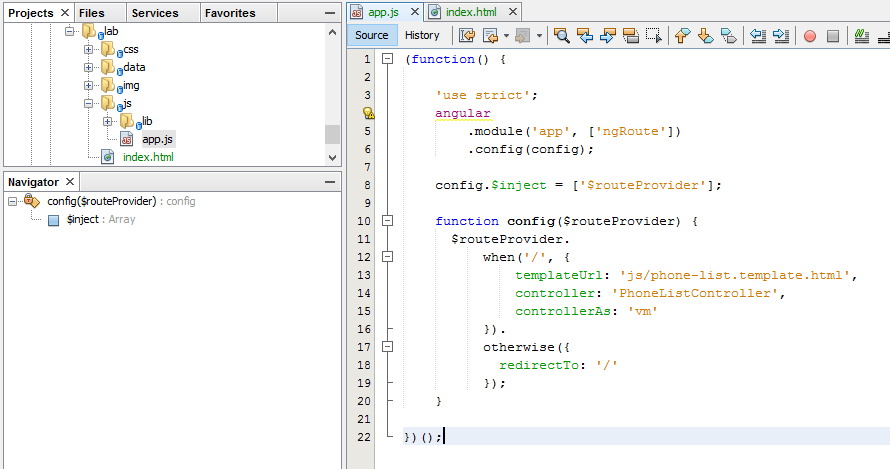 Projects Files Services Favorites
lab
css
data
img
js
lib
app.js
index.html
Navigator
config($routeProvider) : config
$inject : Array
app.js index.html
Source History
1 (function() {
2
3 'use strict';
angular
5 .module('app', ['ngRoute'])
6 .config(config);
7
8 config.$inject = ['$routeProvider'];
9
10 function config($routeProvider) {
11 $routeProvider.
12 when('/', {
13 templateUrl: 'js/phone-list.template.html',
14 controller: 'PhoneListController',
15 controllerAs: 'vm'
16 }).
17 otherwise({
18 redirectTo: '/'
19 });
20 }
21
22 })();